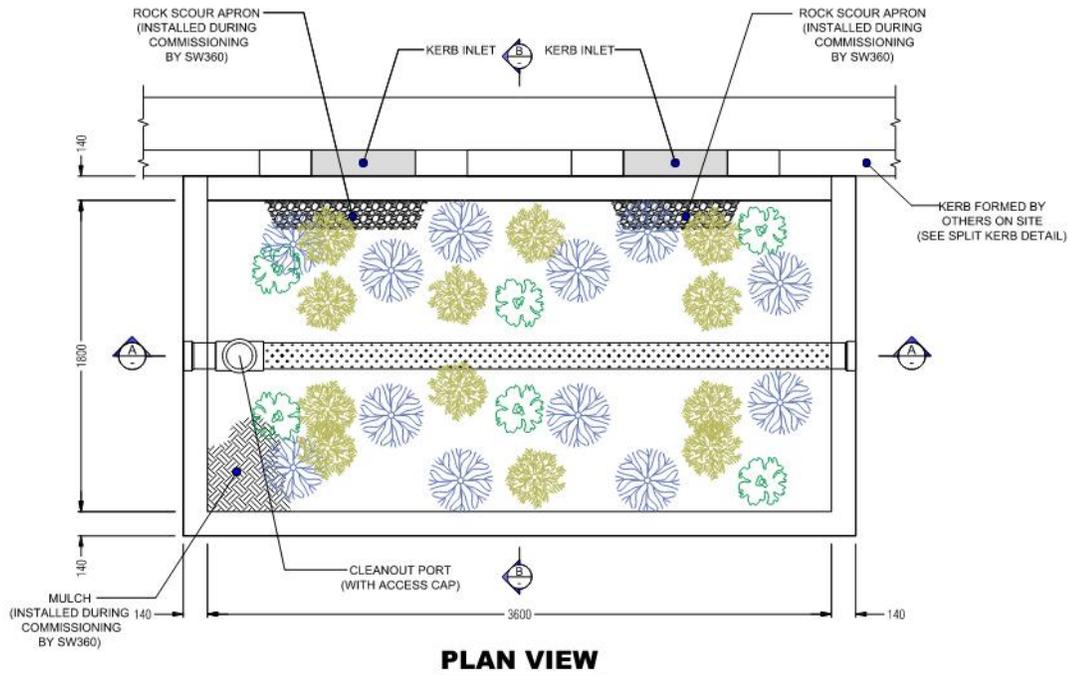 ROCK SCOUR APRON
(INSTALLED DURING
COMMISSIONING
BY SW360)
KERB INLET
B
-
KERB INLET
ROCK SCOUR APRON
(INSTALLED DURING
COMMISSIONING
BY SW360)
140
KERB FORMED BY
OTHERS ON SITE
(SEE SPLIT KERB DETAIL)
A
-
1800
A
-
140
CLEANOUT PORT
(WITH ACCESS CAP)
B
-
MULCH
(INSTALLED DURING
COMMISSIONING
BY SW360)
140
3600
140
PLAN VIEW